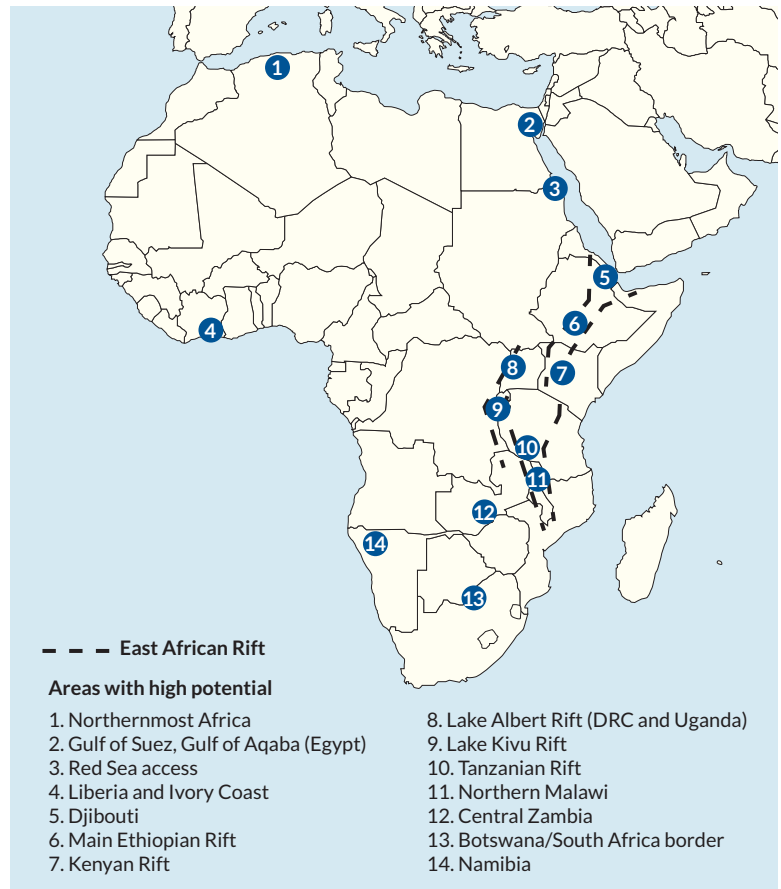 1
2
3
4
5
6
7
8
9
10
11
12
14
13
East African Rift
Areas with high potential
1. Northernmost Africa
2. Gulf of Suez, Gulf of Aqaba (Egypt)
3. Red Sea access
4. Liberia and Ivory Coast
5. Djibouti
6. Main Ethiopian Rift
7. Kenyan Rift
8. Lake Albert Rift (DRC and Uganda)
9. Lake Kivu Rift
10. Tanzanian Rift
11. Northern Malawi
12. Central Zambia
13. Botswana/South Africa border
14. Namibia